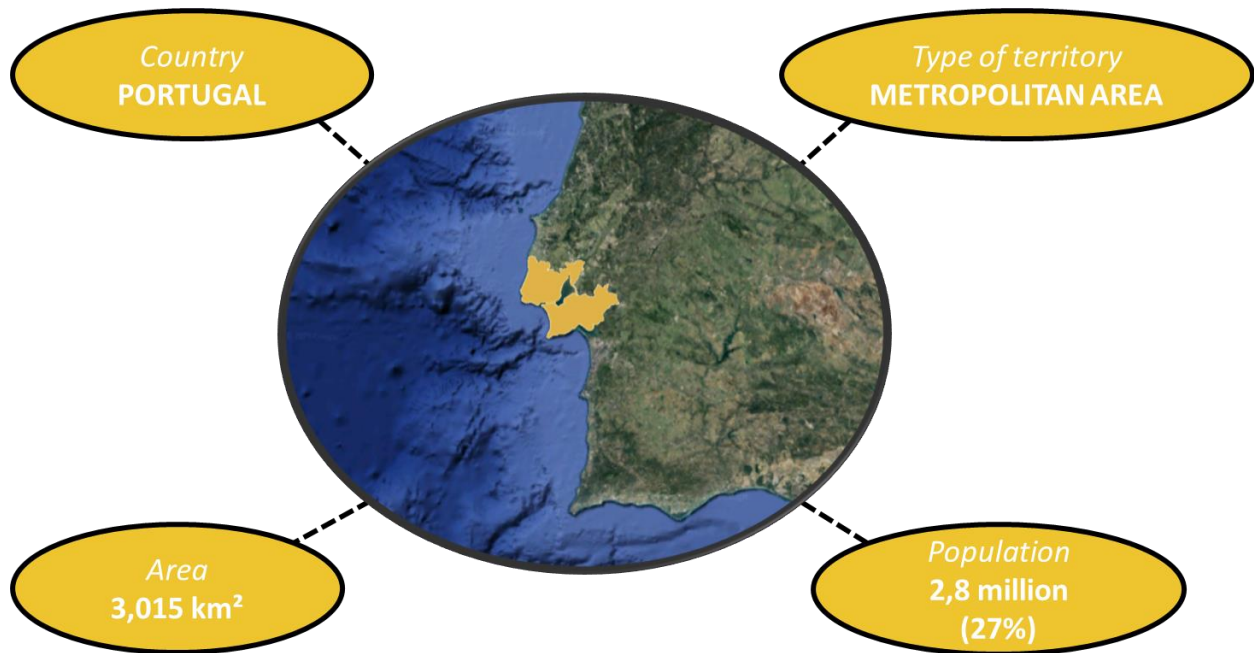 Country
PORTUGAL
Type of territory
METROPOLITAN AREA
Area
3,015 km²
Population
2,8 million
(27%)